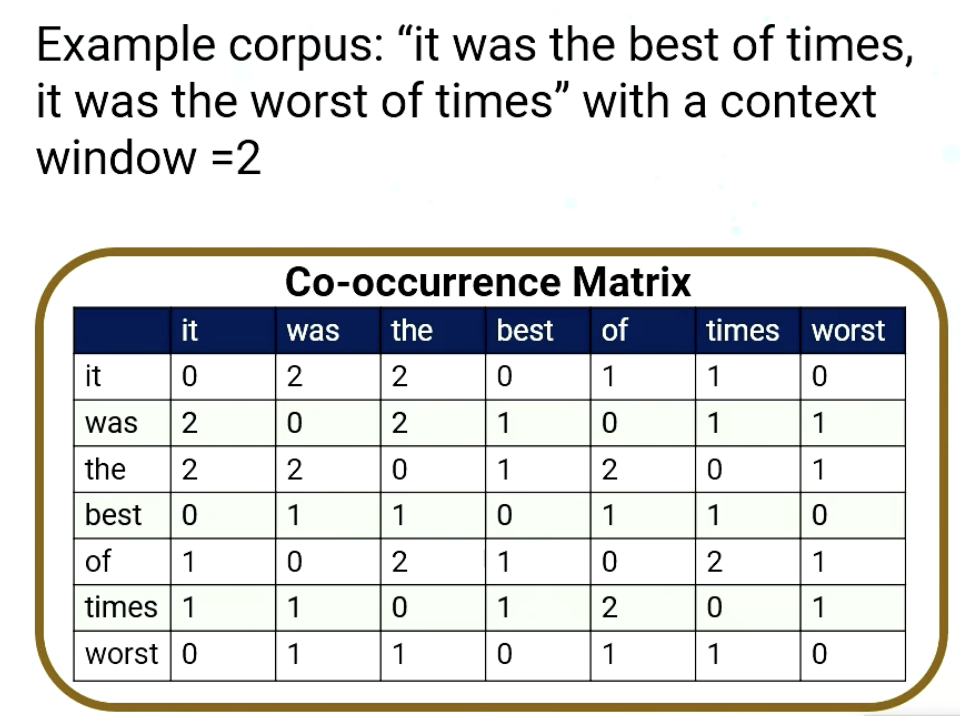 Example corpus: “it was the best of times,
it was the worst of times” with a context
window =2
Co-occurrence Matrix
it was the best of times worst
it 0 2 2 0 1 1 0
was 2 0 2 1 0 1 1
the 2 2 0 1 2 0 1
best 0 1 1 0 1 1 0
of 1 0 2 1 0 2 1
times 1 1 0 1 2 0 1
worst 0 1 1 0 1 1 0